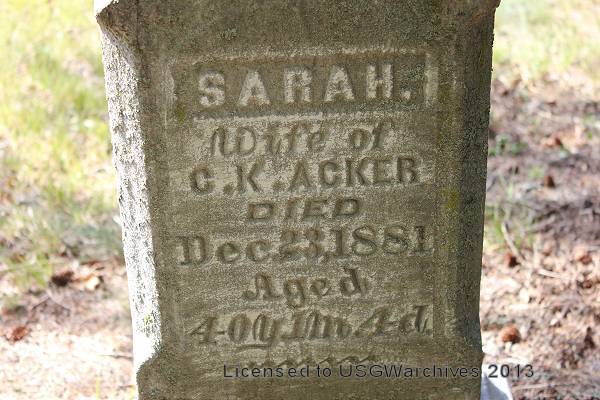 SARAH.
Wife of
C. K. ACKER
DIED
Dec. 23, 1881
Aged
40y. 1m. 4d.
Licensed to USGWarchives 2013